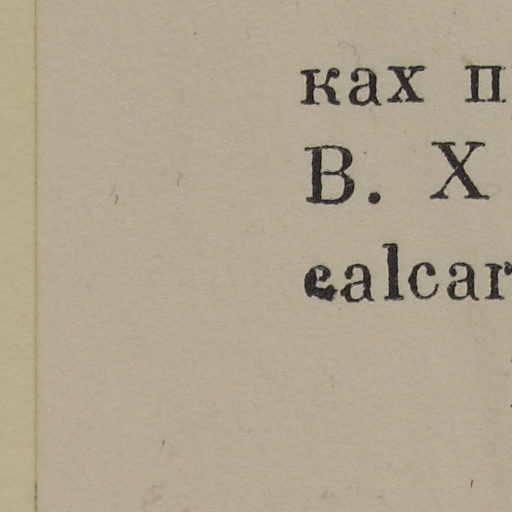 ках п
В. Х
calcar